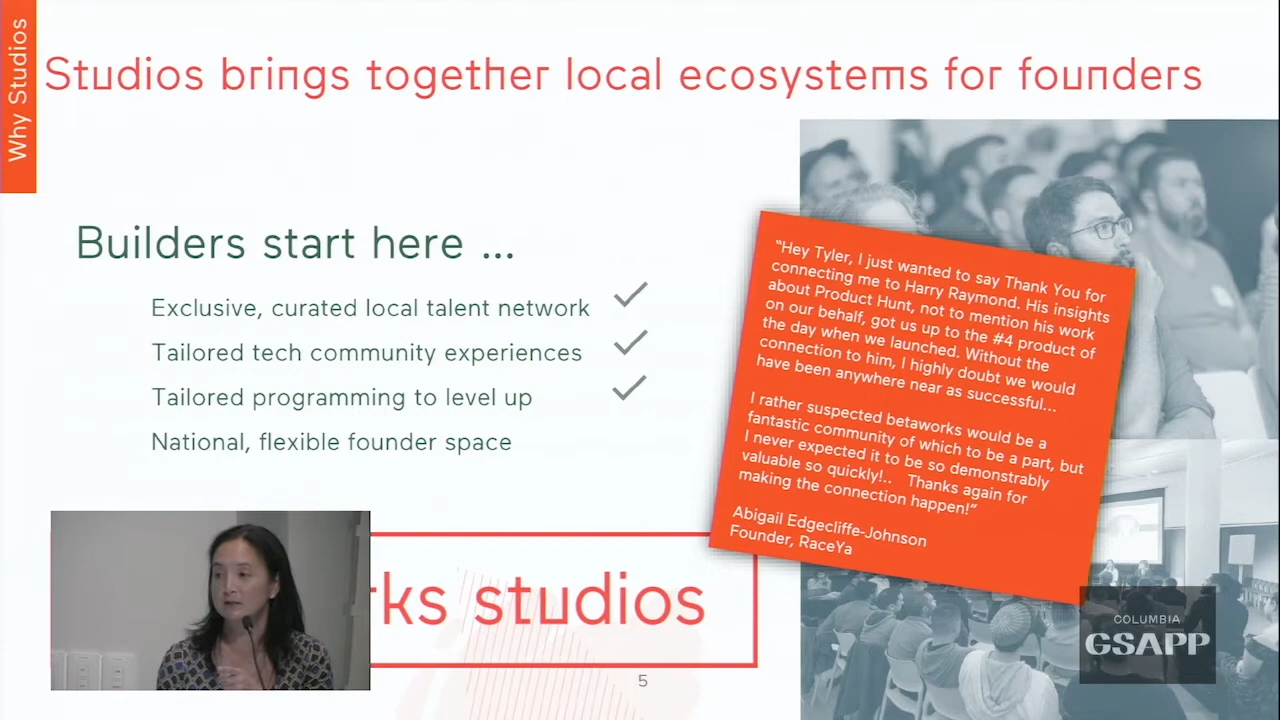 Why Studios
Studios brings together local ecosystems for founders
Builders start here ...
Exclusive, curated local talent network
Tailored tech community experiences
Tailored programming to level up
National, flexible founder space
"Hey Tyler, I just wanted to say Thank You for
connecting me to Harry Raymond. His insights
about Product Hunt, not to mention his work
on our behalf, got us up to the #4 product of
the day when we launched. Without the
connection to him, I highly doubt we would
have been anywhere near as successful...
I rather suspected betaworks would be a
fantastic community of which to be a part, but
I never expected it to be so demonstrably
valuable so quickly!.. Thanks again for
making the connection happen!"
Abigail Edgecliffe-Johnson
Founder, RaceYa
rks studios
5
COLUMBIA
GSAPP